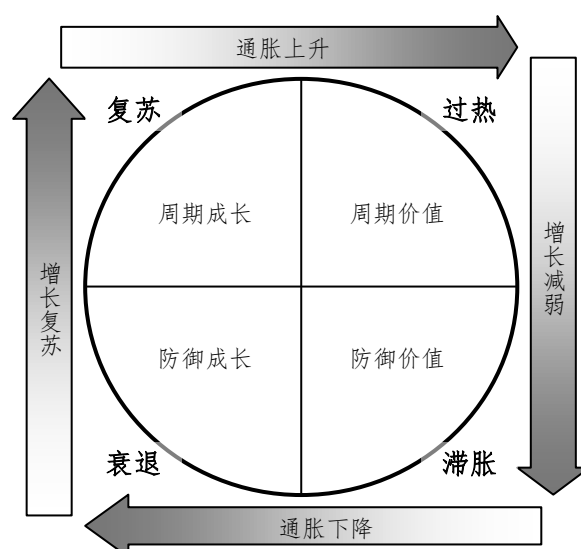 通胀上升
复苏
过热
周期成长
周期价值
增长复苏
增长减弱
防御成长
防御价值
衰退
滞胀
通胀下降